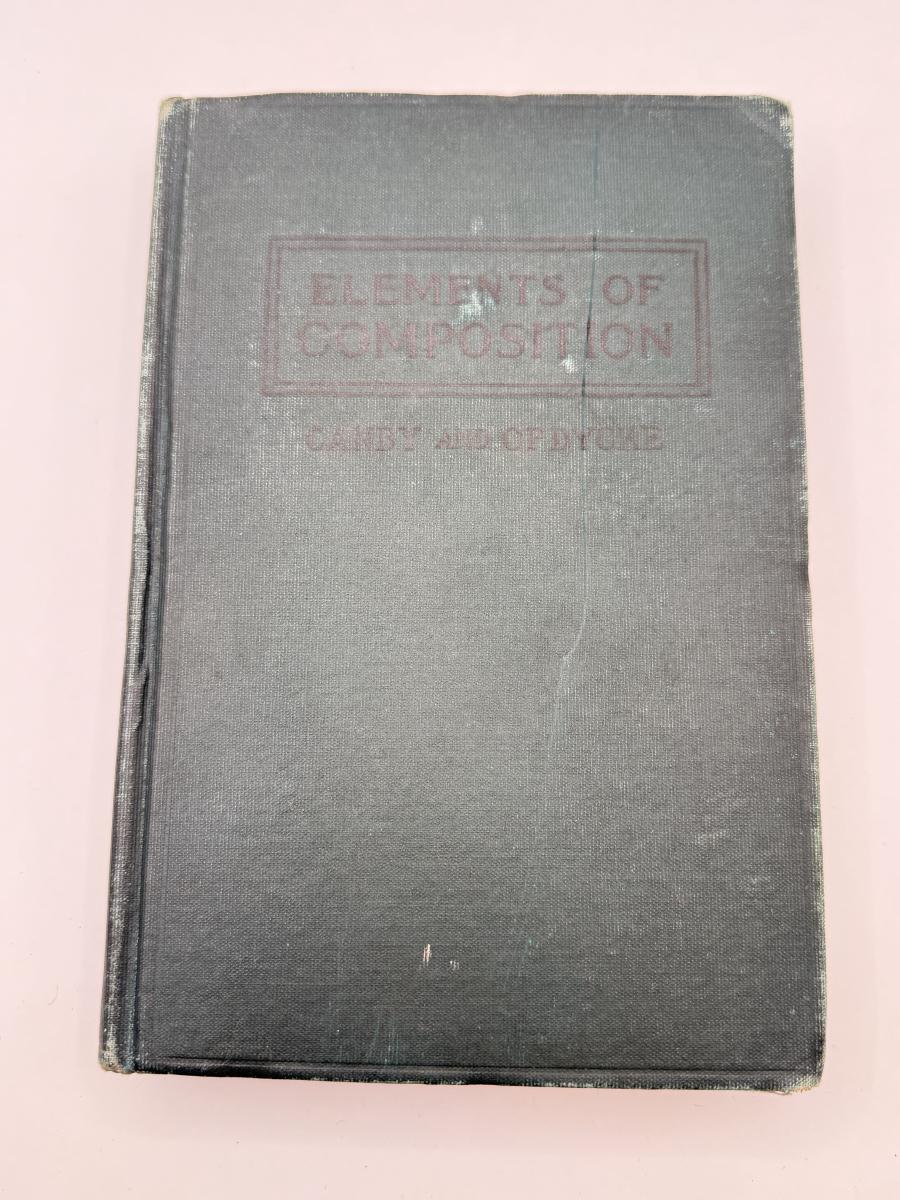 ELEMENTS OF
COMPOSITION
CANBY AND OPDYCKE